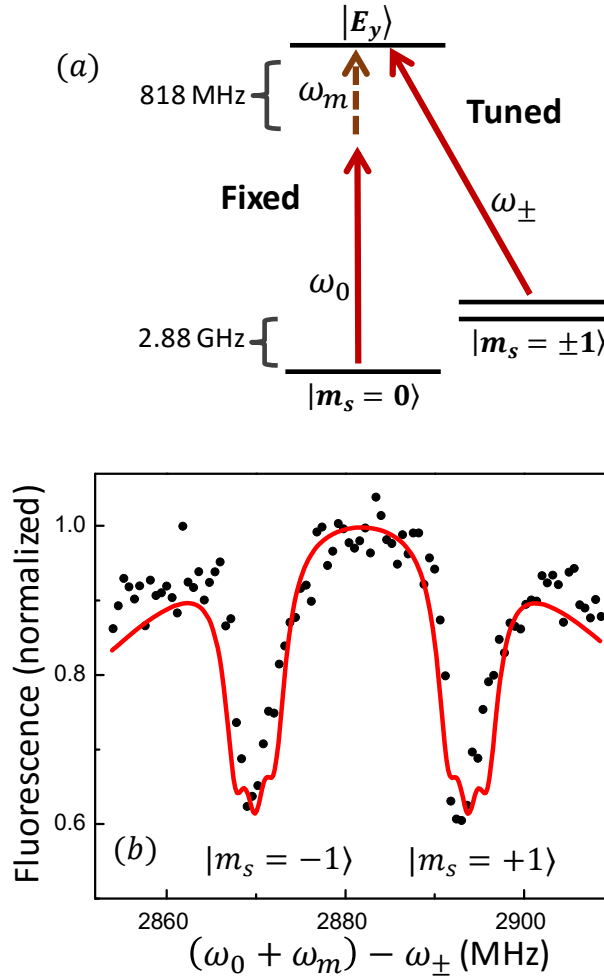 |E_y⟩
(a)
818 MHz
ω_m
Tuned
Fixed
ω_±
ω_0
2.88 GHz
|m_s = ±1⟩
|m_s = 0⟩
Fluorescence (normalized)
1.0
0.8
0.6
(b)
|m_s = −1⟩
|m_s = +1⟩
2860
2880
2900
(ω_0 + ω_m) − ω_± (MHz)